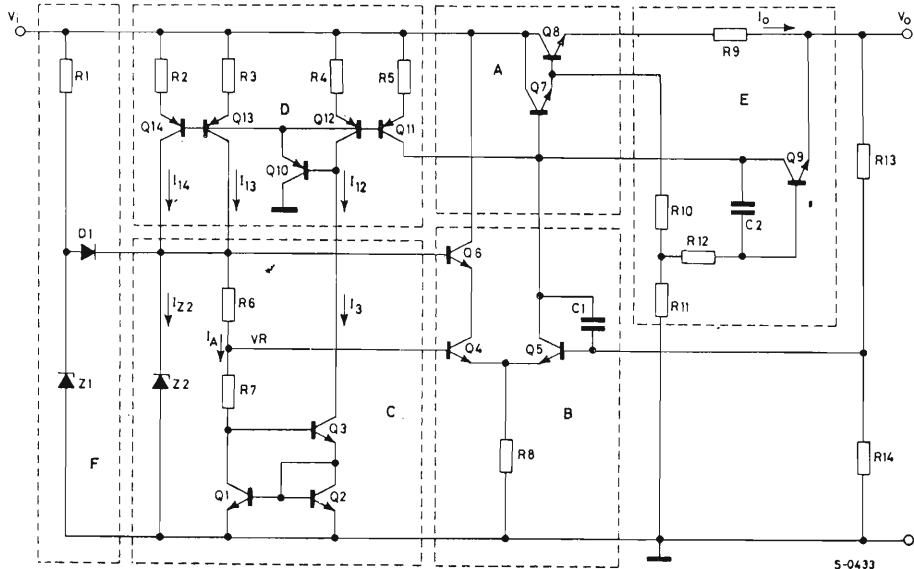 Vi
Io
Vo
R1
R2
R3
R4
R5
A
Q8
R9
Q7
E
D
Q14
Q13
Q12
Q11
Q9
R13
Q10
I14
I13
I12
C2
R10
R12
D1
Q6
R11
IZ2
R6
I3
C1
IA
VR
Q4
Q5
Z1
Z2
R7
C
B
Q3
R8
R14
F
Q1
Q2
S-0433